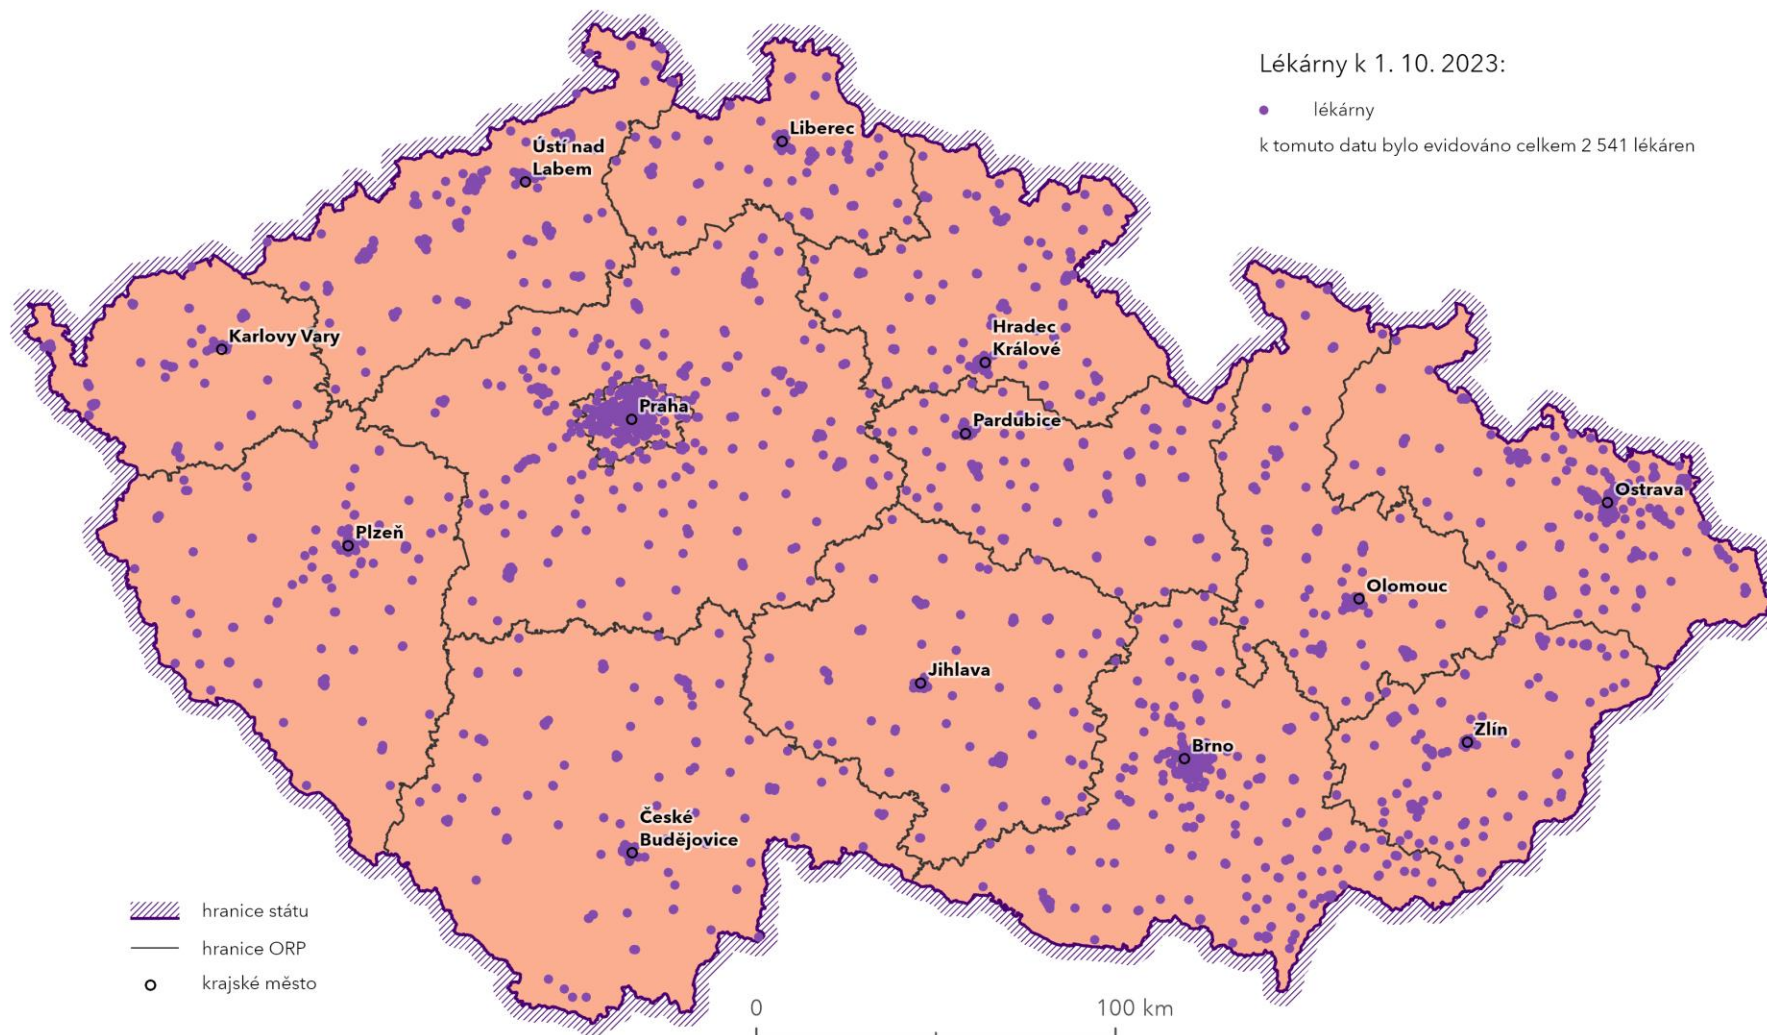 Lékárny k 1. 10. 2023:
lékárny
k tomuto datu bylo evidováno celkem 2 541 lékáren
Liberec
Ústí nad
Labem
Karlovy Vary
Hradec
Králové
Praha
Pardubice
Ostrava
Plzeň
Olomouc
Jihlava
Zlín
Brno
České
Budějovice
hranice státu
hranice ORP
krajské město
0
100 km